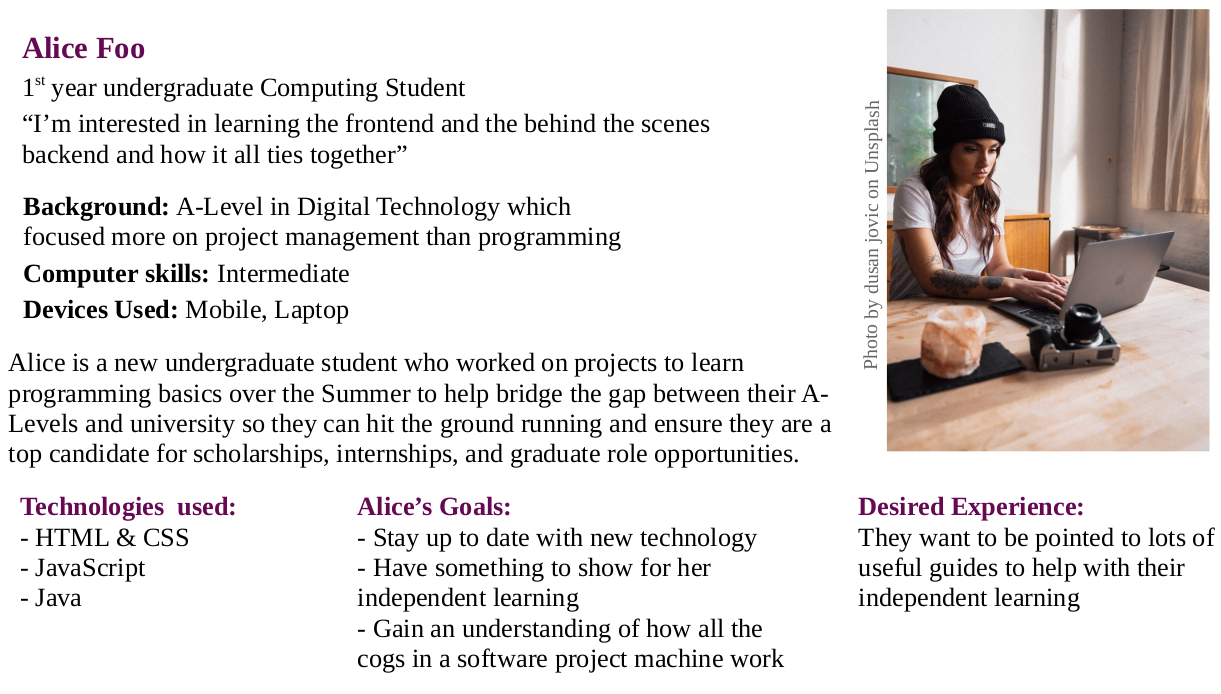 Alice Foo
1st year undergraduate Computing Student
“I’m interested in learning the frontend and the behind the scenes
backend and how it all ties together”
Background: A-Level in Digital Technology which
focused more on project management than programming
Computer skills: Intermediate
Devices Used: Mobile, Laptop
Photo by dusan jovic on Unsplash
Alice is a new undergraduate student who worked on projects to learn
programming basics over the Summer to help bridge the gap between their A-
Levels and university so they can hit the ground running and ensure they are a
top candidate for scholarships, internships, and graduate role opportunities.
Technologies  used:
- HTML & CSS
- JavaScript
- Java
Alice’s Goals:
- Stay up to date with new technology
- Have something to show for her
independent learning
- Gain an understanding of how all the
cogs in a software project machine work
Desired Experience:
They want to be pointed to lots of
useful guides to help with their
independent learning